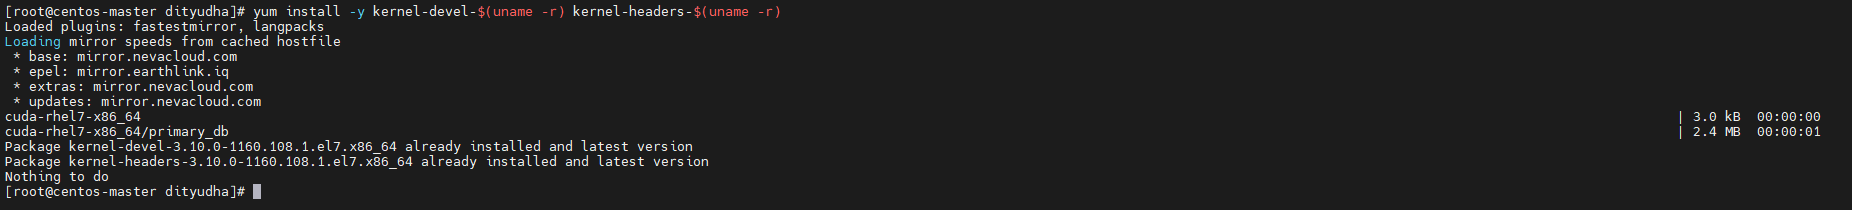 [root@centos-master dityudha]# yum install -y kernel-devel-$(uname -r) kernel-headers-$(uname -r)
Loaded plugins: fastestmirror, langpacks
Loading mirror speeds from cached hostfile
 * base: mirror.nevacloud.com
 * epel: mirror.earthlink.iq
 * extras: mirror.nevacloud.com
 * updates: mirror.nevacloud.com
cuda-rhel7-x86_64 | 3.0 kB 00:00:00
cuda-rhel7-x86_64/primary_db | 2.4 MB 00:00:01
Package kernel-devel-3.10.0-1160.108.1.el7.x86_64 already installed and latest version
Package kernel-headers-3.10.0-1160.108.1.el7.x86_64 already installed and latest version
Nothing to do
[root@centos-master dityudha]#